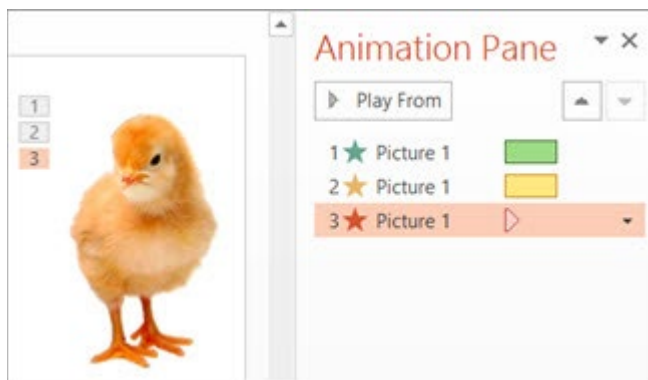 Animation Pane
Play From
1
2
3
1 Picture 1
2 Picture 1
3 Picture 1